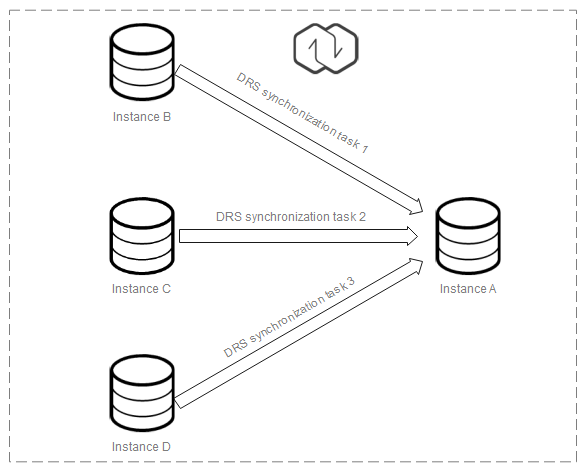 DRS synchronization task 1
Instance B
DRS synchronization task 2
Instance C
Instance A
DRS synchronization task 3
Instance D